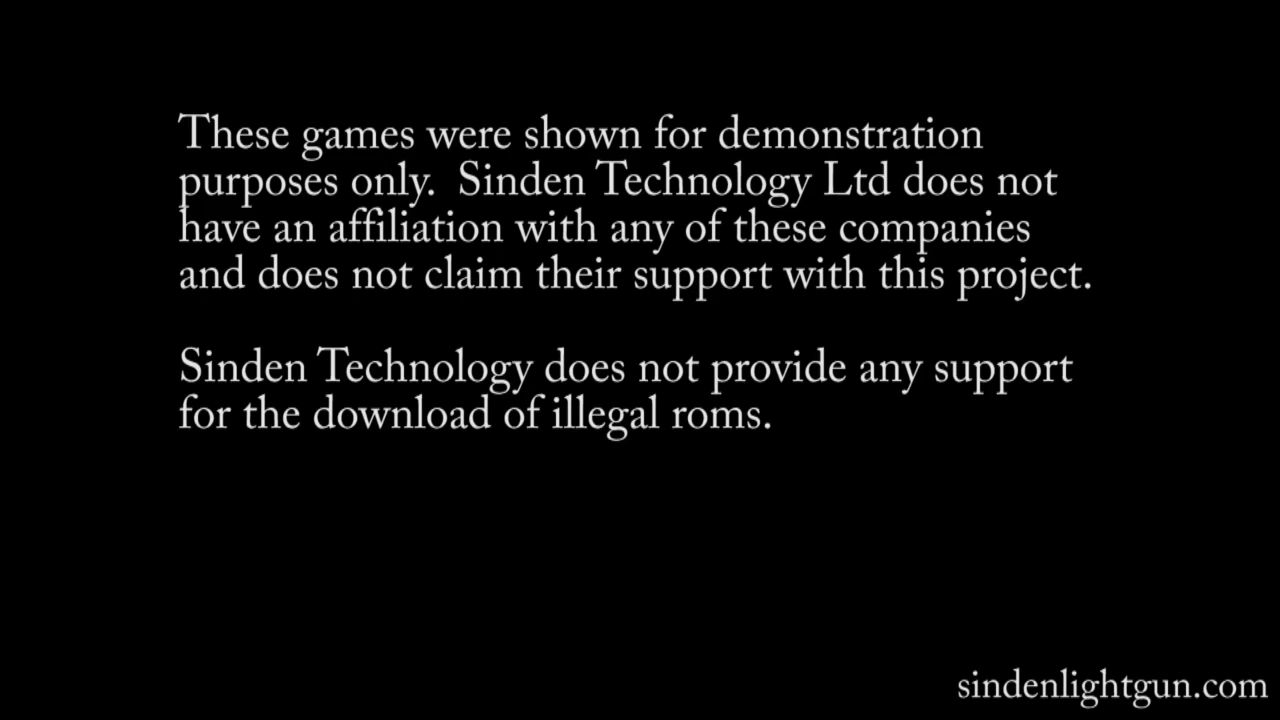 These games were shown for demonstration
purposes only.  Sinden Technology Ltd does not
have an affiliation with any of these companies
and does not claim their support with this project.
Sinden Technology does not provide any support
for the download of illegal roms.
sindenlightgun.com